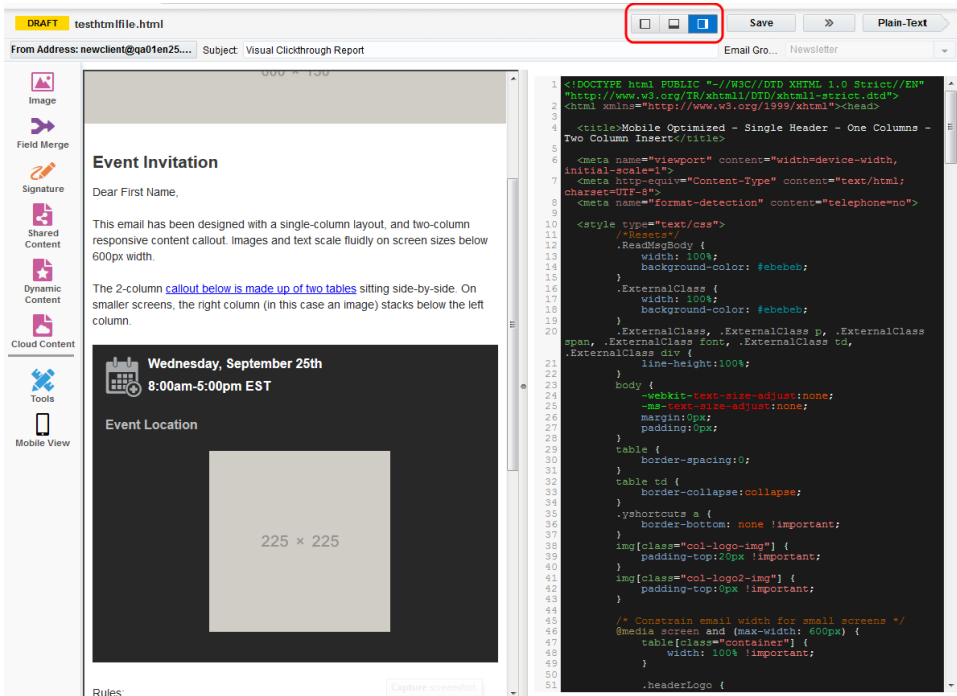 DRAFT testhtmlfile.html
Save
»
Plain-Text
From Address: newclient@qa01en25....
Subject: Visual Clickthrough Report
Email Gro...
Newsletter
Image
Field Merge
Signature
Shared
Content
Dynamic
Content
Cloud Content
Tools
Mobile View
600 × 150
Event Invitation
Dear First Name,
This email has been designed with a single-column layout, and two-column
responsive content callout. Images and text scale fluidly on screen sizes below
600px width.
The 2-column callout below is made up of two tables sitting side-by-side. On
smaller screens, the right column (in this case an image) stacks below the left
column.
Wednesday, September 25th
8:00am-5:00pm EST
Event Location
225 × 225
Rules:
Capture screenshot
1 <!DOCTYPE html PUBLIC "-//W3C//DTD XHTML 1.0 Strict//EN"
"http://www.w3.org/TR/xhtml1/DTD/xhtml1-strict.dtd">
2 <html xmlns="http://www.w3.org/1999/xhtml"><head>
3
4 <title>Mobile Optimized - Single Header - One Columns -
Two Column Insert</title>
5
6 <meta name="viewport" content="width=device-width,
initial-scale=1">
7 <meta http-equiv="Content-Type" content="text/html;
charset=UTF-8">
8 <meta name="format-detection" content="telephone=no">
9
10 <style type="text/css">
11 /*Resets*/
12 .ReadMsgBody {
13 width: 100%;
14 background-color: #ebebeb;
15 }
16 .ExternalClass {
17 width: 100%;
18 background-color: #ebebeb;
19 }
20 .ExternalClass, .ExternalClass p, .ExternalClass
span, .ExternalClass font, .ExternalClass td,
.ExternalClass div {
21 line-height:100%;
22 }
23 body {
24 -webkit-text-size-adjust:none;
25 -ms-text-size-adjust:none;
26 margin:0px;
27 padding:0px;
28 }
29 table {
30 border-spacing:0;
31 }
32 table td {
33 border-collapse:collapse;
34 }
35 .yshortcuts a {
36 border-bottom: none !important;
37 }
38 img[class="col-logo-img"] {
39 padding-top:20px !important;
40 }
41 img[class="col-logo2-img"] {
42 padding-top:0px !important;
43 }
44
45 /* Constrain email width for small screens */
46 @media screen and (max-width: 600px) {
47 table[class="container"] {
48 width: 100% !important;
49 }
50
51 .headerLogo {